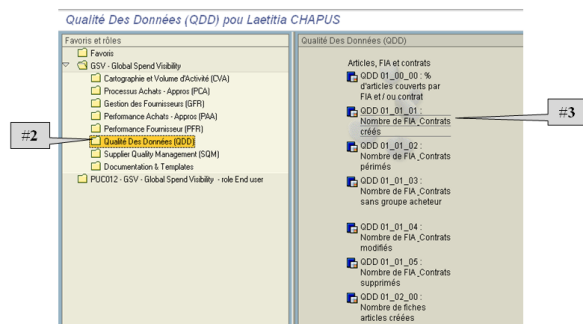 Qualité Des Données (QDD) pou Laetitia CHAPUS
Favoris et rôles
Favoris
GSV - Global Spend Visibility
Cartographie et Volume d'Activité (CVA)
Processus Achats - Appros (PCA)
Gestion des Fournisseurs (GFR)
Performance Achats - Appros (PAA)
Performance Fournisseur (PFR)
Qualité Des Données (QDD)
Supplier Quality Management (SQM)
Documentation & Templates
PUC012 - GSV - Global Spend Visibility - role End user
#2
Qualité Des Données (QDD)
Articles, FIA et contrats
QDD 01_00_00 : %
d'articles couverts par
FIA et / ou contrat
QDD 01_01_01 :
Nombre de FIA_Contrats
créés
QDD 01_01_02 :
Nombre de FIA_Contrats
périmés
QDD 01_01_03 :
Nombre de FIA_Contrats
sans groupe acheteur
QDD 01_01_04 :
Nombre de FIA_Contrats
modifiés
QDD 01_01_05 :
Nombre de FIA_Contrats
supprimés
QDD 01_02_00 :
Nombre de fiches
articles créées
#3